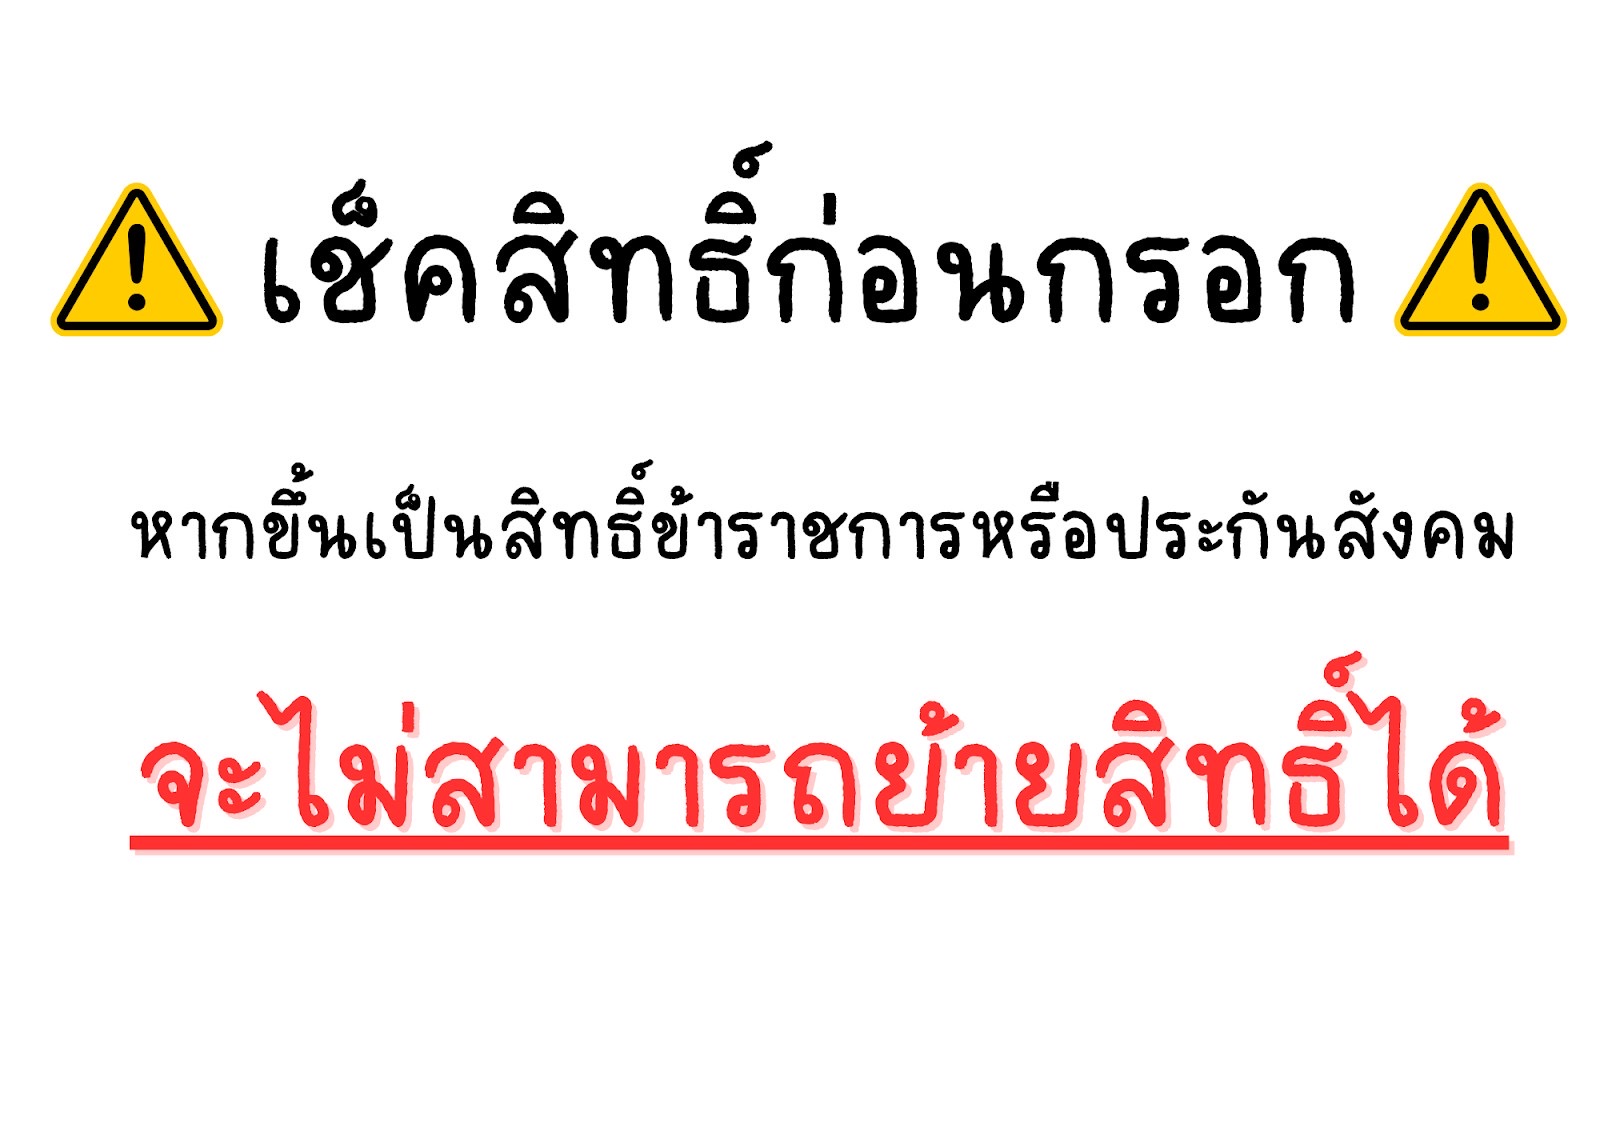 เช็คสิทธิ์ก่อนกรอก
หากขึ้นเป็นสิทธิ์ข้าราชการหรือประกันสังคม
จะไม่สามารถย้ายสิทธิ์ได้